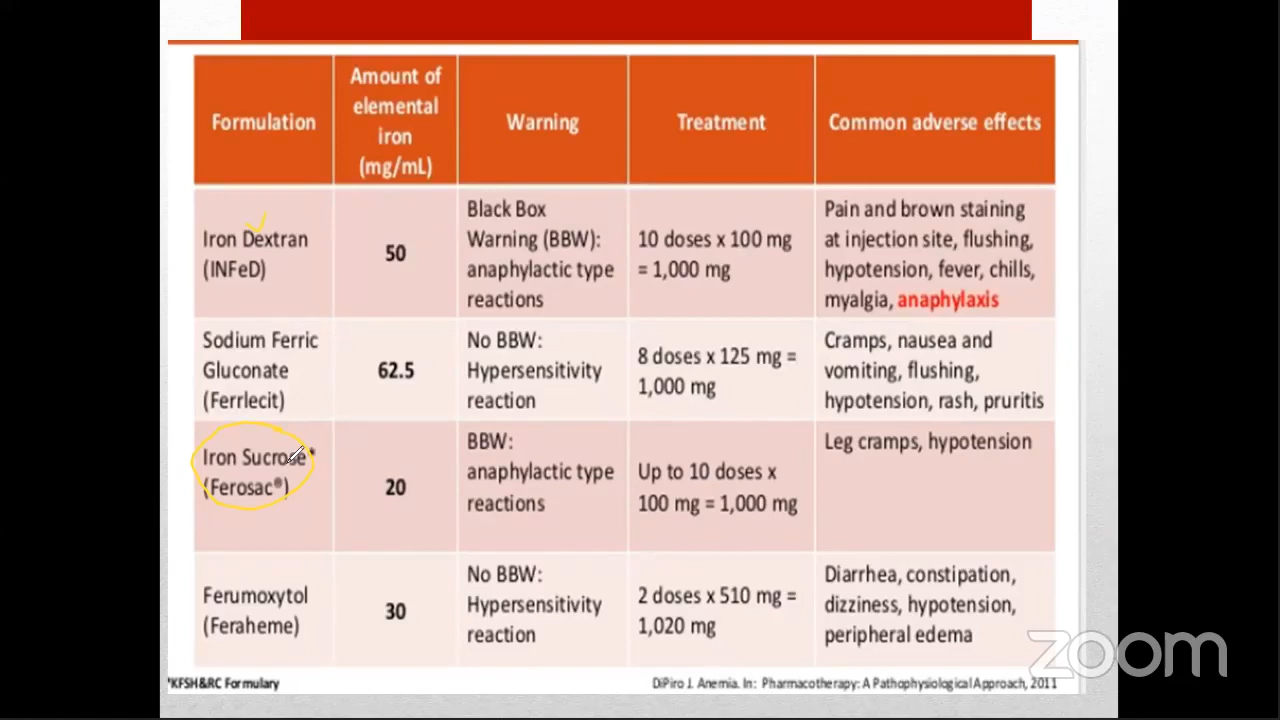 Formulation
Amount of
elemental
iron
(mg/mL)
Warning
Treatment
Common adverse effects
Iron Dextran
(INFeD)
50
Black Box
Warning (BBW):
anaphylactic type
reactions
10 doses x 100 mg
= 1,000 mg
Pain and brown staining
at injection site, flushing,
hypotension, fever, chills,
myalgia, anaphylaxis
Sodium Ferric
Gluconate
(Ferrlecit)
62.5
No BBW:
Hypersensitivity
reaction
8 doses x 125 mg =
1,000 mg
Cramps, nausea and
vomiting, flushing,
hypotension, rash, pruritis
Iron Sucrose*
(Ferosac®)
20
BBW:
anaphylactic type
reactions
Up to 10 doses x
100 mg = 1,000 mg
Leg cramps, hypotension
Ferumoxytol
(Feraheme)
30
No BBW:
Hypersensitivity
reaction
2 doses x 510 mg =
1,020 mg
Diarrhea, constipation,
dizziness, hypotension,
peripheral edema
*KFSH&RC Formulary
DiPiro J. Anemia. In: Pharmacotherapy: A Pathophysiological Approach, 2011
zoom